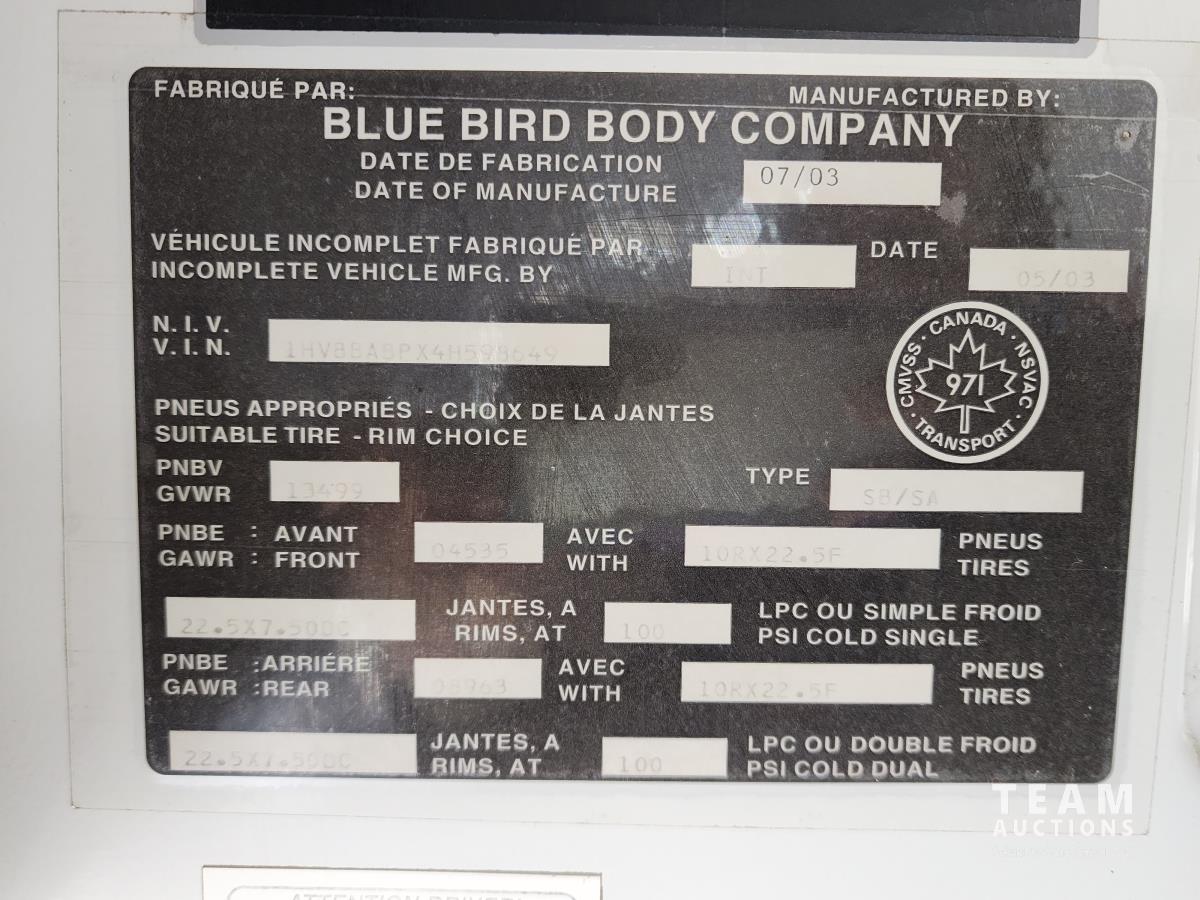 FABRIQUÉ PAR: MANUFACTURED BY:
BLUE BIRD BODY COMPANY
DATE DE FABRICATION
DATE OF MANUFACTURE 07/03
VÉHICULE INCOMPLET FABRIQUÉ PAR
INCOMPLETE VEHICLE MFG. BY INT DATE 05/03
N.I.V.
V.I.N. 1HVBBABPX4H598649
CMVSS · CANADA · NSVAC · TRANSPORT ·
971
PNEUS APPROPRIÉS - CHOIX DE LA JANTES
SUITABLE TIRE - RIM CHOICE
PNBV
GVWR 13499 TYPE SB/SA
PNBE : AVANT AVEC PNEUS
GAWR : FRONT 04535 WITH 10RX22.5F TIRES
JANTES, A LPC OU SIMPLE FROID
22.5X7.50DC RIMS, AT 100 PSI COLD SINGLE
PNBE :ARRIÉRE AVEC PNEUS
GAWR :REAR 08963 WITH 10RX22.5F TIRES
JANTES, A LPC OU DOUBLE FROID
22.5X7.50DC RIMS, AT 100 PSI COLD DUAL
TEAM
AUCTIONS
ATTENTION DRIVER!